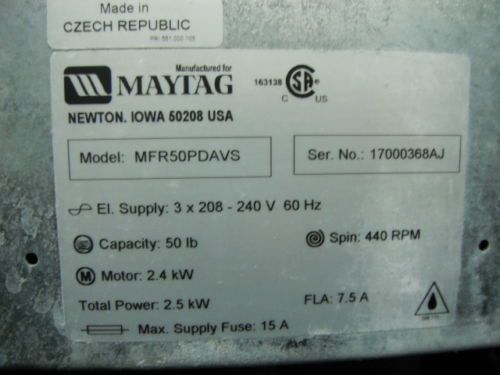 Made in
CZECH REPUBLIC
Manufactured for
MAYTAG
163138
C US
NEWTON. IOWA 50208 USA
Model: MFR50PDAVS
Ser. No.: 17000368AJ
El. Supply: 3 x 208 - 240 V 60 Hz
Capacity: 50 lb
Spin: 440 RPM
M Motor: 2.4 kW
Total Power: 2.5 kW
FLA: 7.5 A
Max. Supply Fuse: 15 A